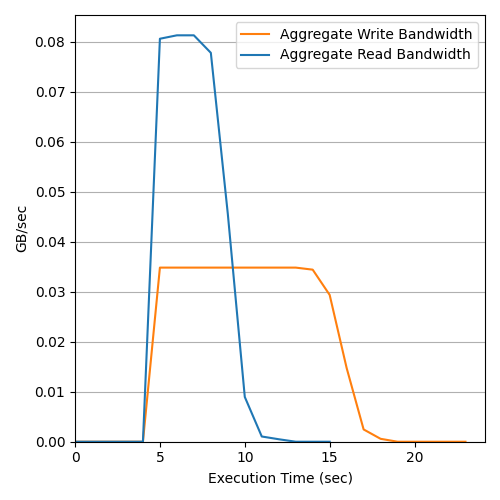 Aggregate Write Bandwidth
Aggregate Read Bandwidth
0.08
0.07
0.06
0.05
0.04
0.03
0.02
0.01
0.00
GB/sec
0 5 10 15 20
Execution Time (sec)